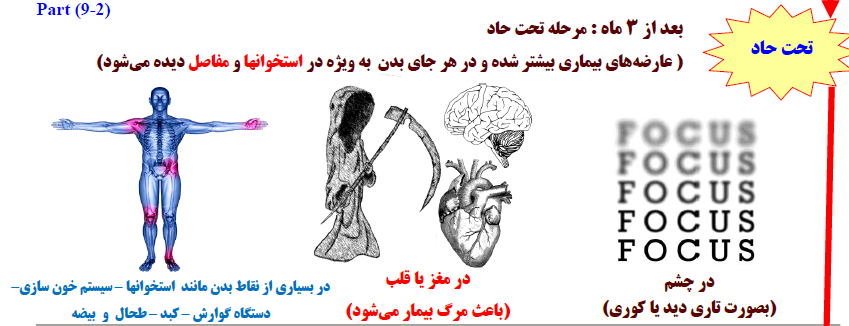 Part (9-2)
بعد از ۳ ماه : مرحله تحت حاد
( عارضه‌های بیماری بیشتر شده و در هر جای بدن به ویژه در استخوانها و مفاصل دیده می‌شود)
تحت حاد
FOCUS
FOCUS
FOCUS
FOCUS
FOCUS
در چشم
(بصورت تاری دید یا کوری)
در مغز یا قلب
(باعث مرگ بیمار می‌شود)
در بسیاری از نقاط بدن مانند استخوانها – سیستم خون سازی–
دستگاه گوارش – کبد – طحال و بیضه